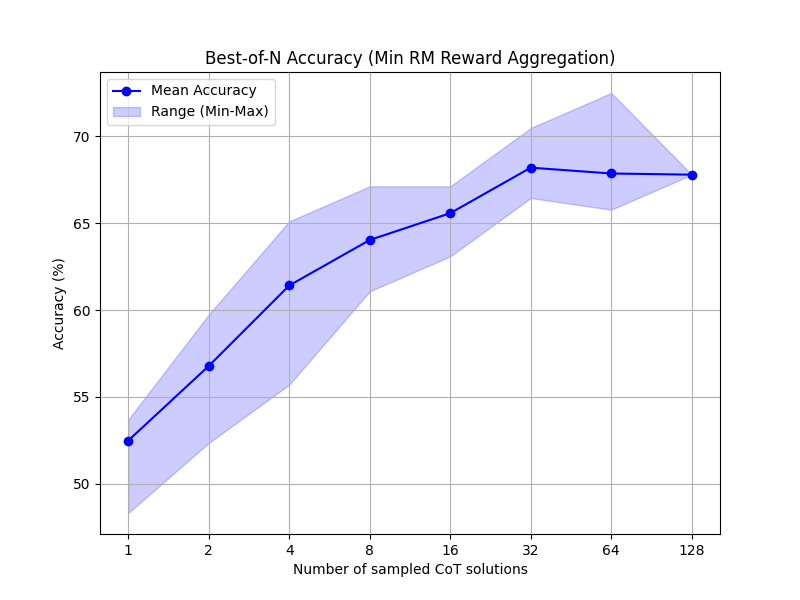 Best-of-N Accuracy (Min RM Reward Aggregation)
Mean Accuracy
Range (Min-Max)
Accuracy (%)
70
65
60
55
50
1 2 4 8 16 32 64 128
Number of sampled CoT solutions